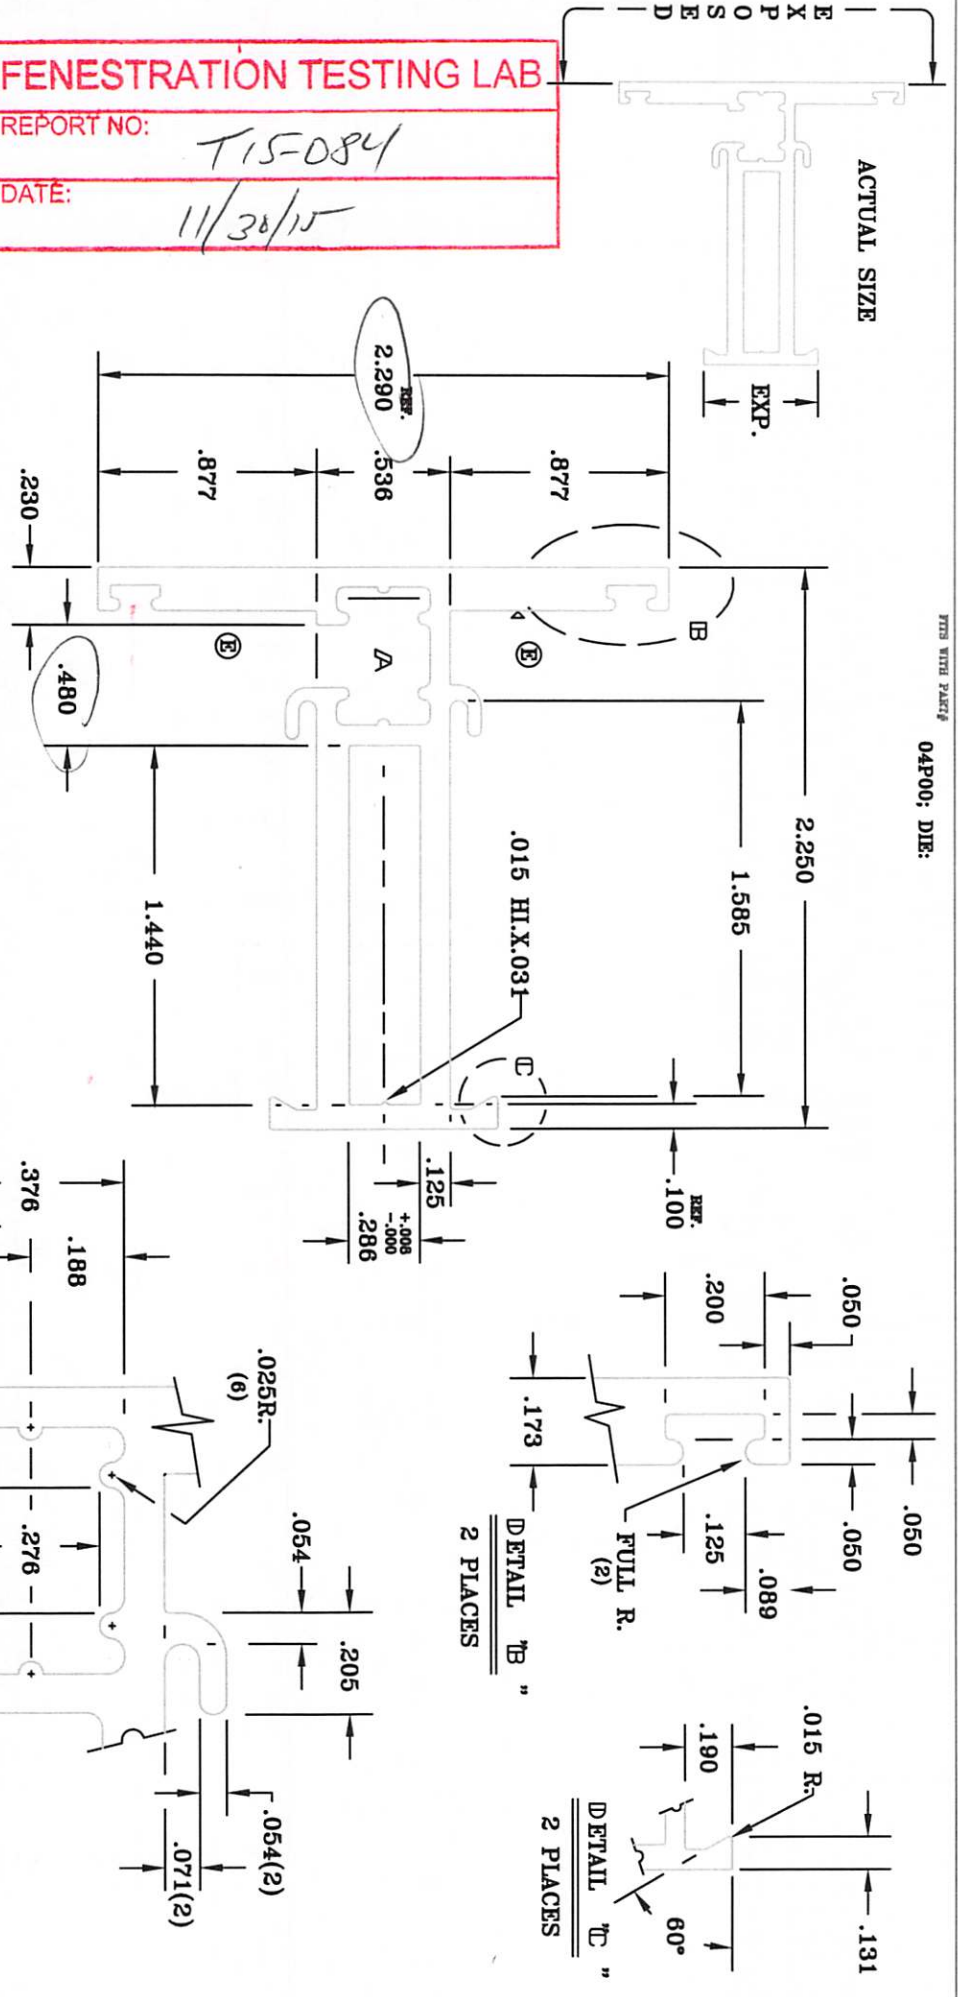 EXPOSED
ACTUAL SIZE
EXP.
FITS WITH PART#
04P00; DIE:
FENESTRATION TESTING LAB
REPORT NO:
T15-084
DATE:
11/30/15
REF.
2.290
.877
.536
.877
.230
.480
E
E
A
B
C
2.250
1.585
1.440
.015 HI.X.031
.125
+.008
-.000
.286
REF.
.100
.050
.200
.173
.050
.050
.125
.089
FULL R.
(2)
DETAIL "B"
2 PLACES
.015 R.
.190
.131
60°
DETAIL "C"
2 PLACES
.376
.188
.025R.
(6)
.276
.054
.205
.054(2)
.071(2)